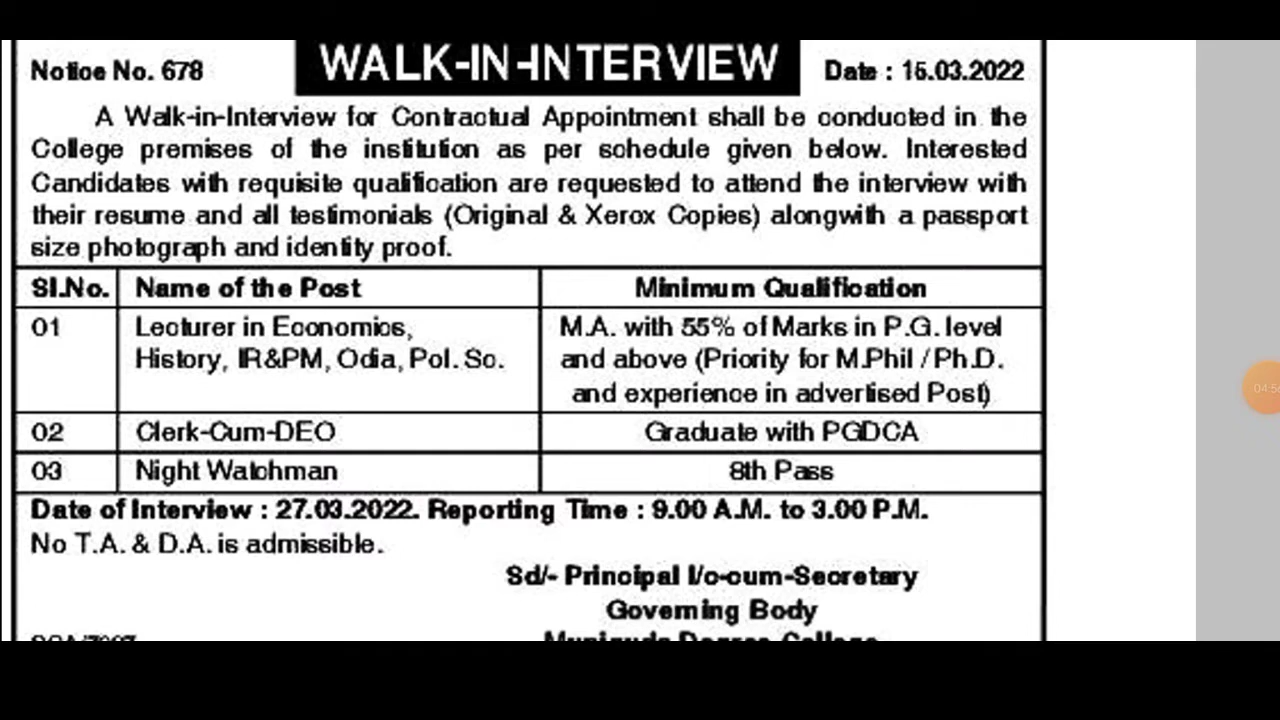 WALK-IN-INTERVIEW
Notice No. 678
Date : 15.03.2022
A Walk-in-Interview for Contractual Appointment shall be conducted in the
College premises of the institution as per schedule given below. Interested
Candidates with requisite qualification are requested to attend the interview with
their resume and all testimonials (Original & Xerox Copies) alongwith a passport
size photograph and identity proof.
Sl.No. Name of the Post Minimum Qualification
01 Lecturer in Economics, M.A. with 55% of Marks in P.G. level
History, IR&PM, Odia, Pol. Sc. and above (Priority for M.Phil / Ph.D.
and experience in advertised Post)
02 Clerk-Cum-DEO Graduate with PGDCA
03 Night Watchman 8th Pass
Date of Interview : 27.03.2022. Reporting Time : 9.00 A.M. to 3.00 P.M.
No T.A. & D.A. is admissible.
Sd/- Principal I/c-cum-Secretary
Governing Body
Degree College